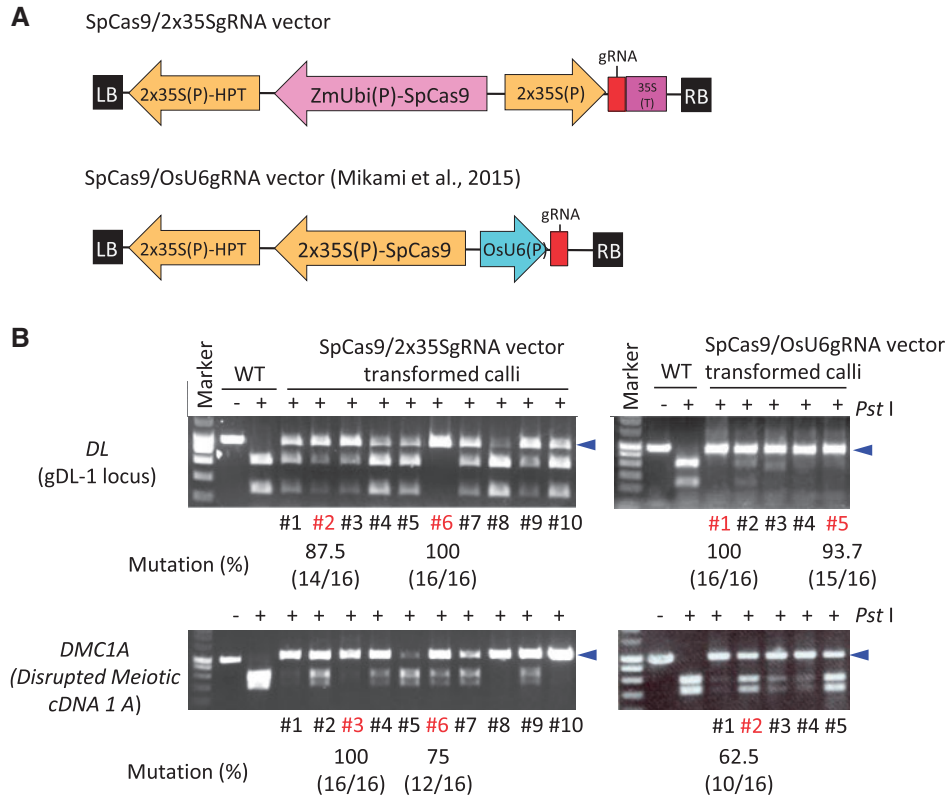 A
SpCas9/2x35SgRNA vector
gRNA
LB 2x35S(P)-HPT ZmUbi(P)-SpCas9 2x35S(P) 35S (T) RB
SpCas9/OsU6gRNA vector (Mikami et al., 2015)
gRNA
LB 2x35S(P)-HPT 2x35S(P)-SpCas9 OsU6(P) RB
B
Marker WT SpCas9/2x35SgRNA vector transformed calli
- + + + + + + + + + + +
DL
(gDL-1 locus)
#1 #2 #3 #4 #5 #6 #7 #8 #9 #10
Mutation (%) 87.5 100
(14/16) (16/16)
Marker WT SpCas9/OsU6gRNA vector transformed calli
- + + + + + + Pst I
#1 #2 #3 #4 #5
100 93.7
(16/16) (15/16)
- + + + + + + + + + + +
DMC1A
(Disrupted Meiotic
cDNA 1 A)
#1 #2 #3 #4 #5 #6 #7 #8 #9 #10
Mutation (%) 100 75
(16/16) (12/16)
- + + + + + + Pst I
#1 #2 #3 #4 #5
62.5
(10/16)